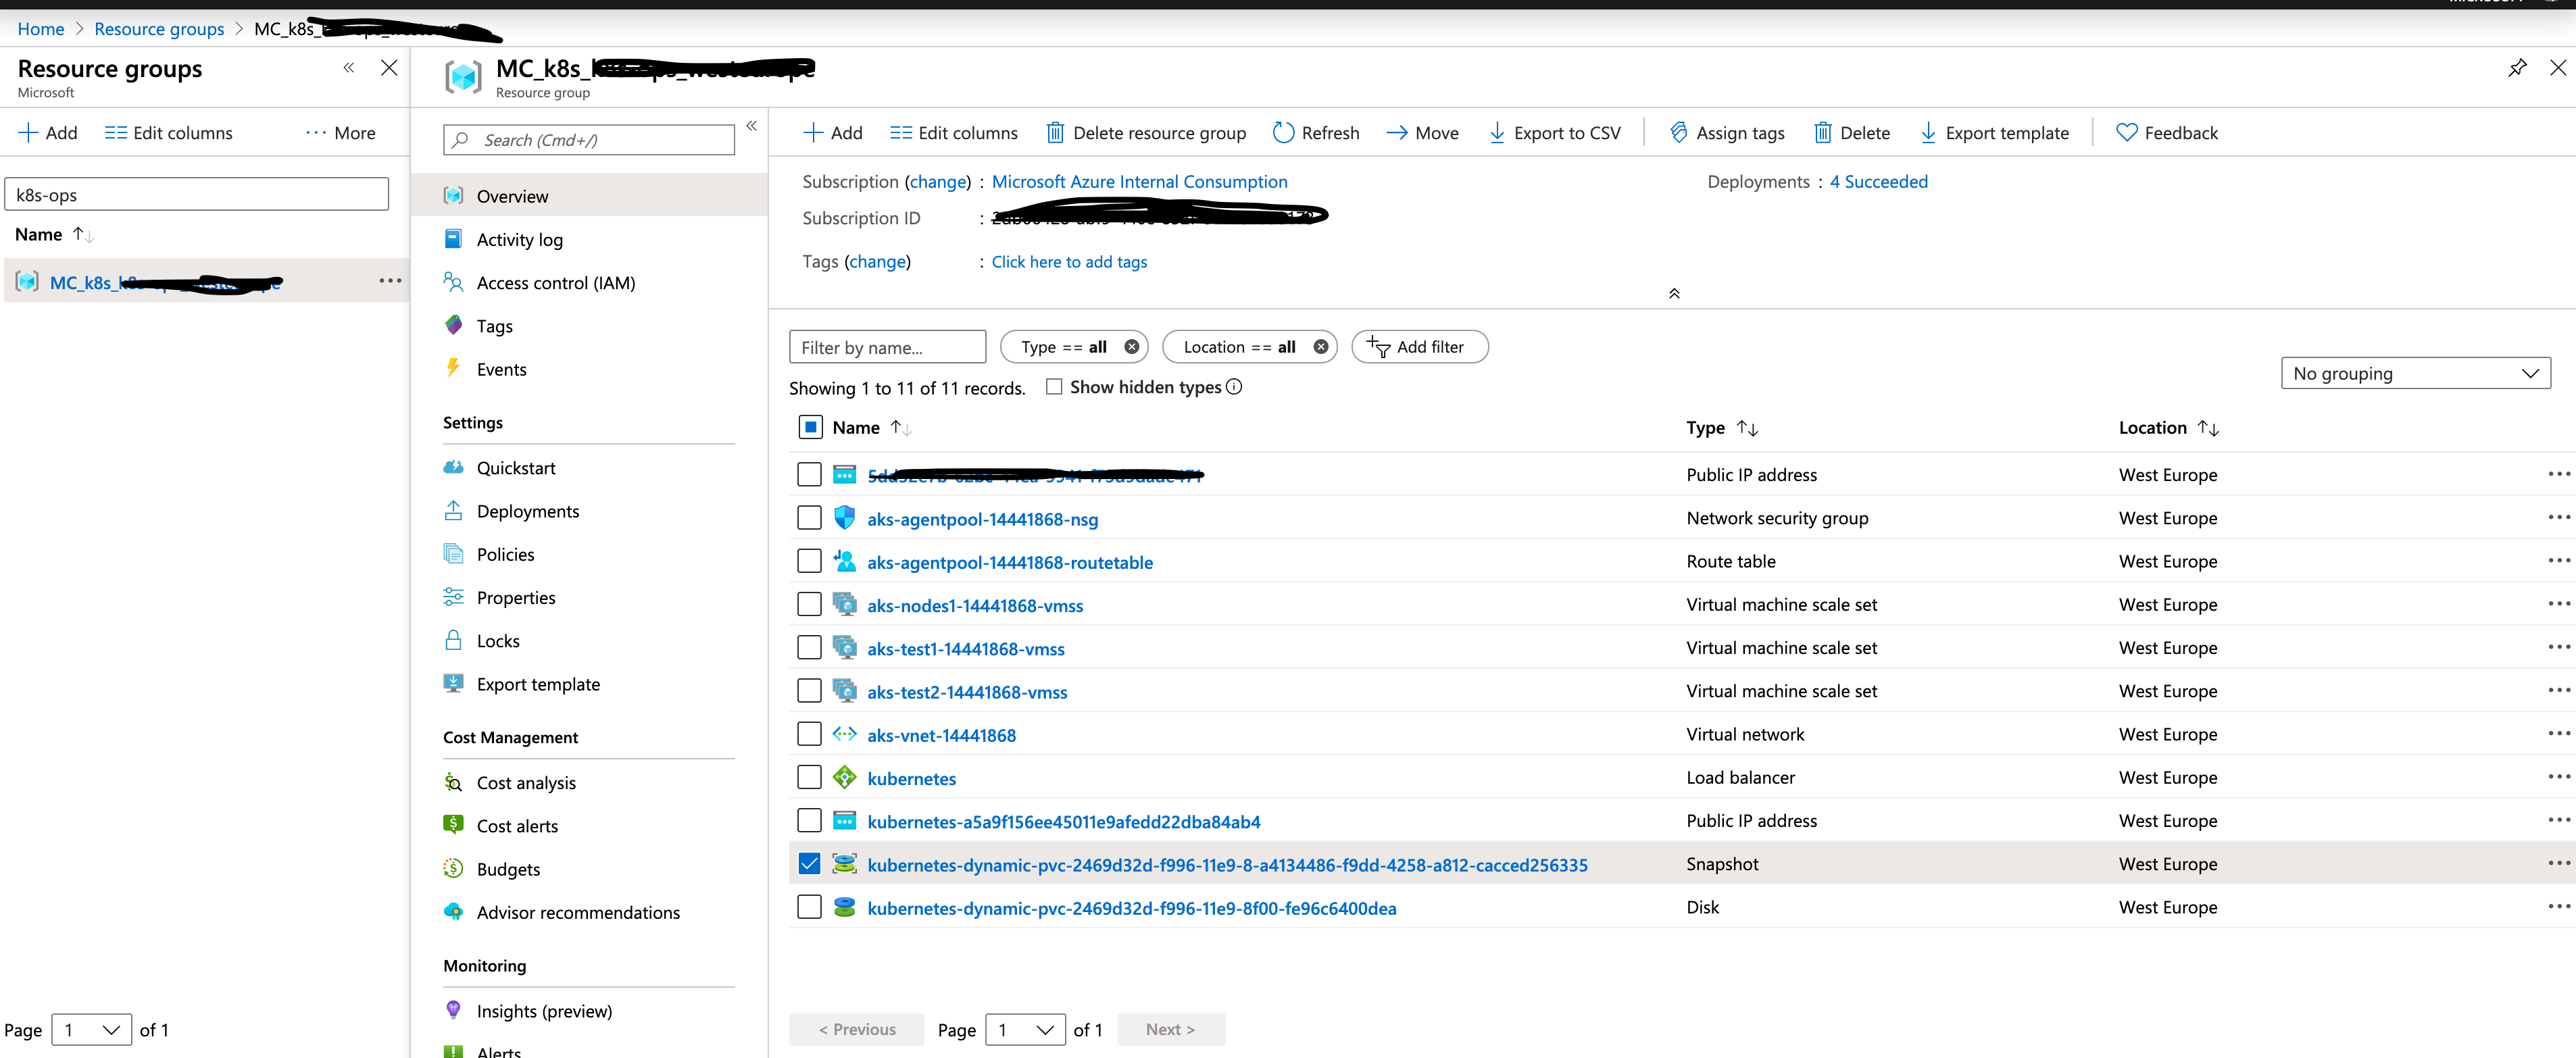 Home > Resource groups > MC_k8s_
Resource groups
Microsoft
Add Edit columns ··· More
k8s-ops
Name
MC_k8s_
Page 1 of 1
MC_k8s_
Resource group
Search (Cmd+/)
Overview
Activity log
Access control (IAM)
Tags
Events
Settings
Quickstart
Deployments
Policies
Properties
Locks
Export template
Cost Management
Cost analysis
Cost alerts
Budgets
Advisor recommendations
Monitoring
Insights (preview)
Alerts
Add Edit columns Delete resource group Refresh Move Export to CSV Assign tags Delete Export template Feedback
Subscription (change) : Microsoft Azure Internal Consumption Deployments : 4 Succeeded
Subscription ID :
Tags (change) : Click here to add tags
Filter by name... Type == all Location == all Add filter
Showing 1 to 11 of 11 records. Show hidden types No grouping
Name Type Location
Public IP address West Europe
aks-agentpool-14441868-nsg Network security group West Europe
aks-agentpool-14441868-routetable Route table West Europe
aks-nodes1-14441868-vmss Virtual machine scale set West Europe
aks-test1-14441868-vmss Virtual machine scale set West Europe
aks-test2-14441868-vmss Virtual machine scale set West Europe
aks-vnet-14441868 Virtual network West Europe
kubernetes Load balancer West Europe
kubernetes-a5a9f156ee45011e9afedd22dba84ab4 Public IP address West Europe
kubernetes-dynamic-pvc-2469d32d-f996-11e9-8-a4134486-f9dd-4258-a812-cacced256335 Snapshot West Europe
kubernetes-dynamic-pvc-2469d32d-f996-11e9-8f00-fe96c6400dea Disk West Europe
< Previous Page 1 of 1 Next >